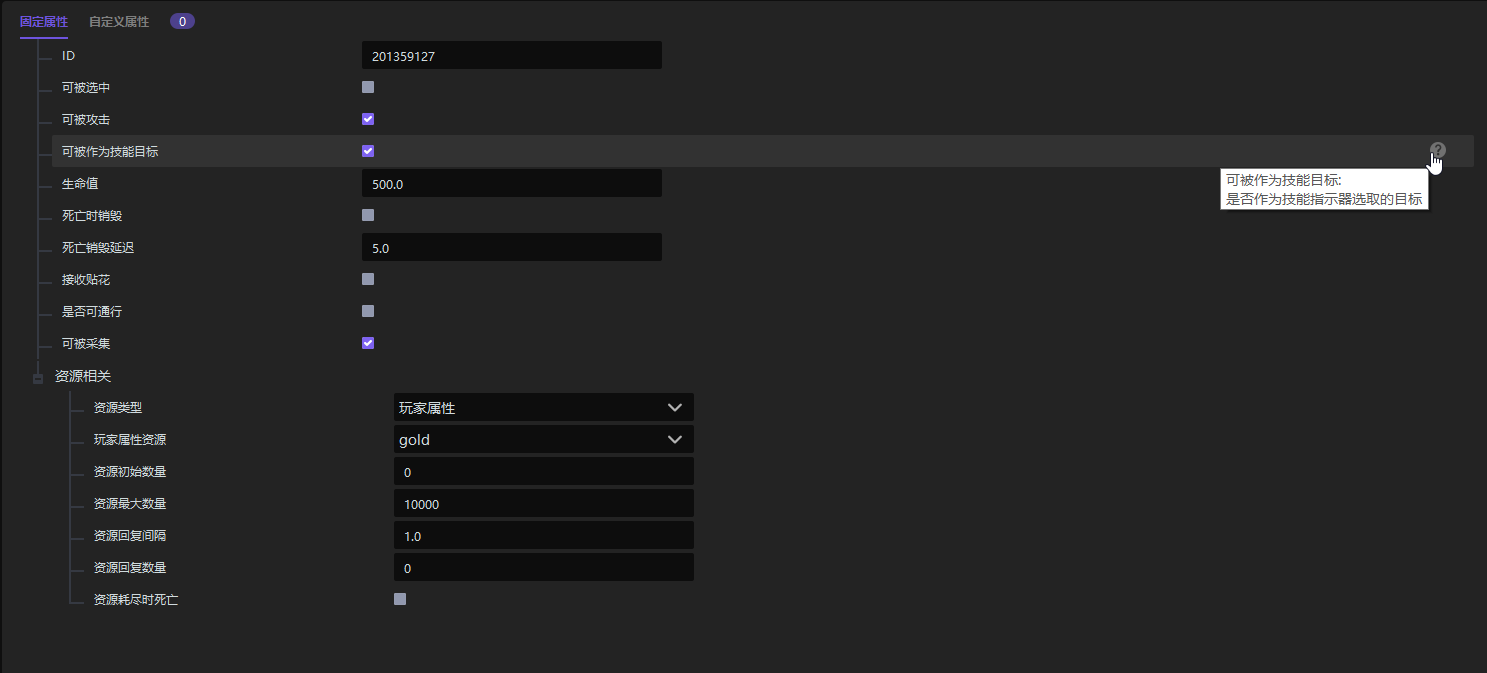 固定属性 自定义属性 0
ID 201359127
可被选中
可被攻击
可被作为技能目标 ?
可被作为技能目标:
是否作为技能指示器选取的目标
生命值 500.0
死亡时销毁
死亡销毁延迟 5.0
接收贴花
是否可通行
可被采集
资源相关
资源类型 玩家属性
玩家属性资源 gold
资源初始数量 0
资源最大数量 10000
资源回复间隔 1.0
资源回复数量 0
资源耗尽时死亡